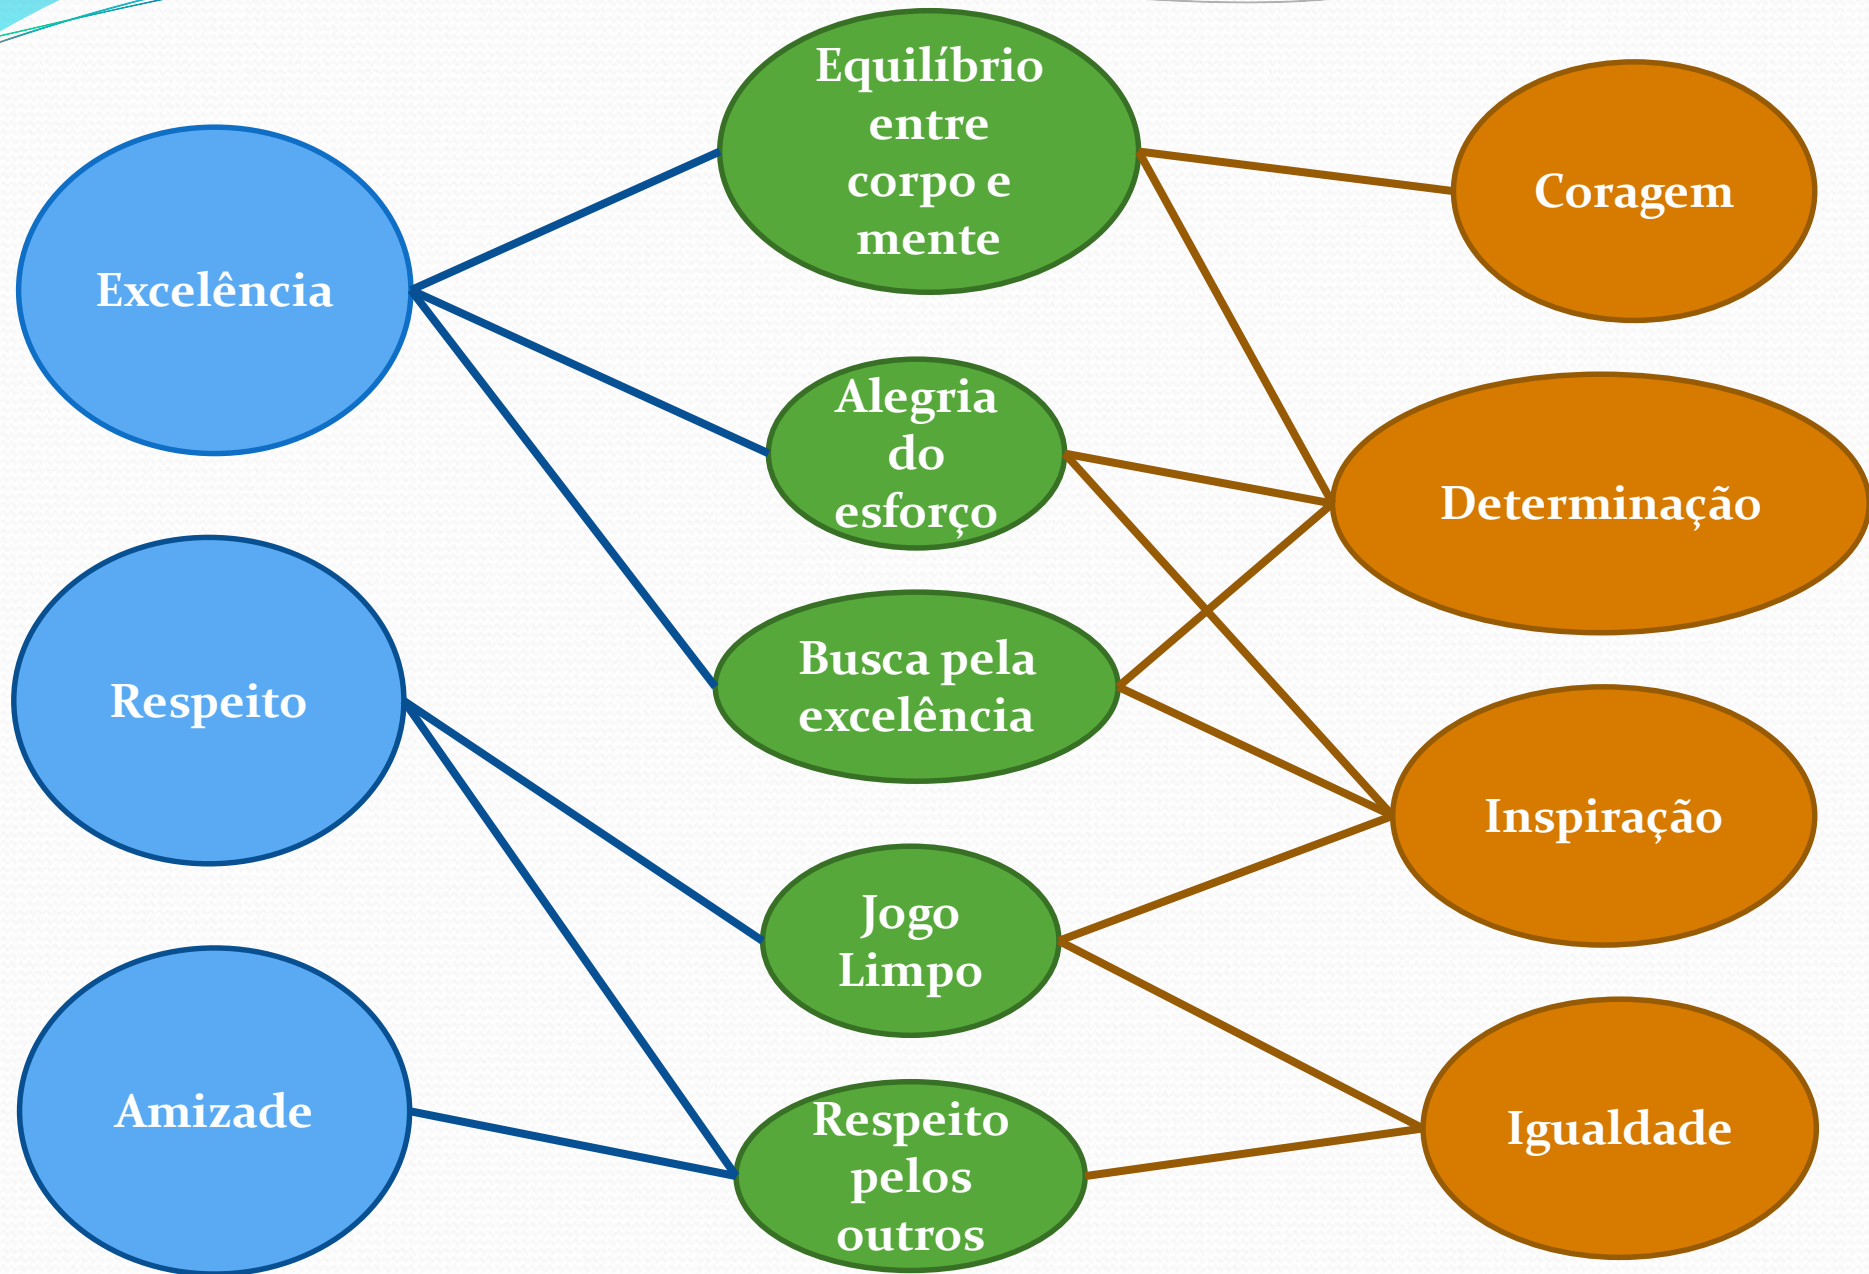 Excelência
Respeito
Amizade
Equilíbrio
entre
corpo e
mente
Alegria
do
esforço
Busca pela
excelência
Jogo
Limpo
Respeito
pelos
outros
Coragem
Determinação
Inspiração
Igualdade